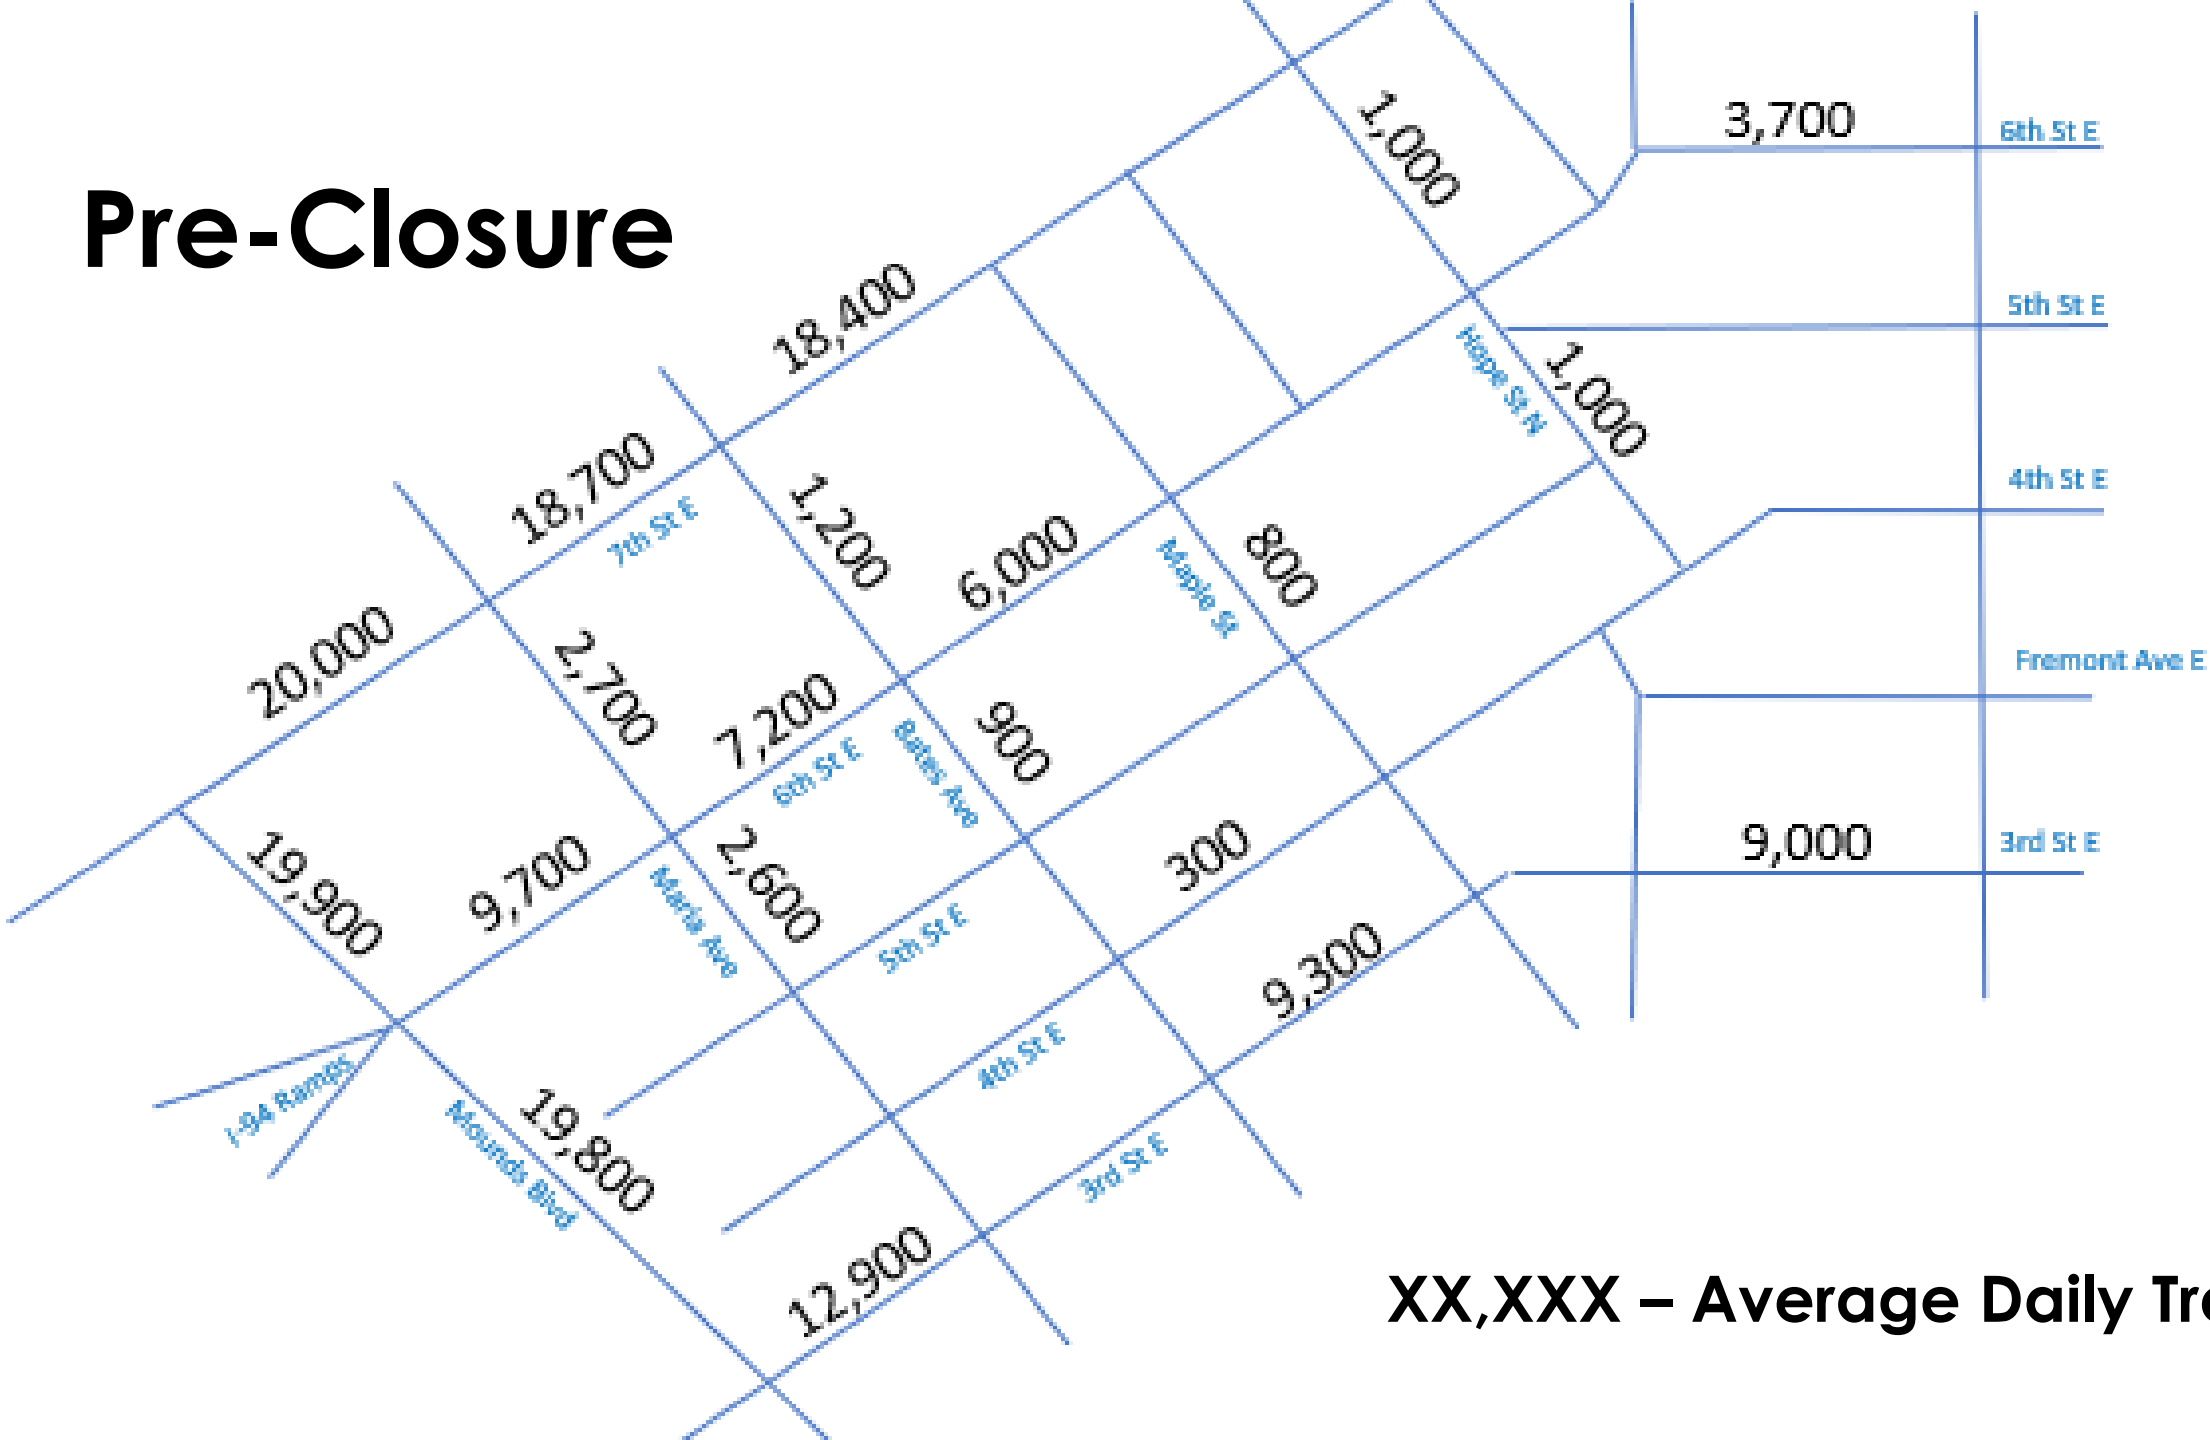 1,000
3,700
6th St E
Pre-Closure
18,400
5th St E
Hope St N
1,000
18,700
7th St E
1,200
4th St E
6,000
Maple St
800
20,000
2,700
7,200
6th St E
Bates Ave
900
Fremont Ave E
19,900
9,700
Maria Ave
2,600
5th St E
300
9,000
3rd St E
9,300
I-94 Ramps
Mounds Blvd
19,800
4th St E
3rd St E
12,900
XX,XXX – Average Daily